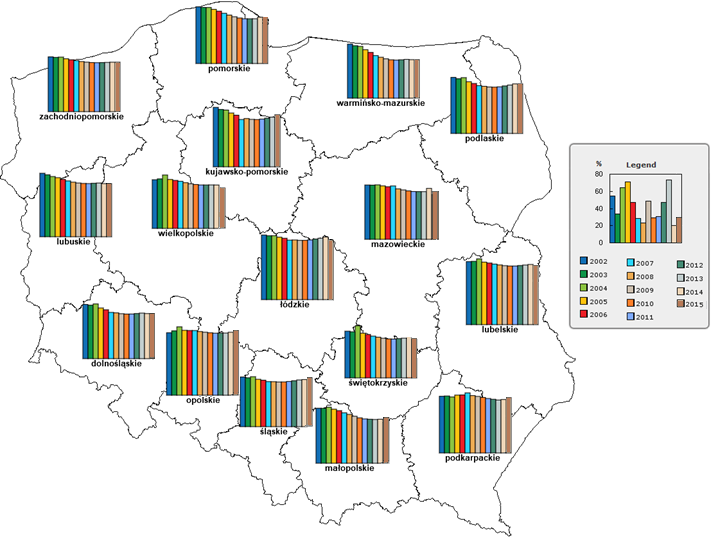 pomorskie
warmińsko-mazurskie
zachodniopomorskie
podlaskie
kujawsko-pomorskie
lubuskie
wielkopolskie
mazowieckie
łódzkie
lubelskie
dolnośląskie
opolskie
świętokrzyskie
śląskie
małopolskie
podkarpackie
% Legend
80
60
40
20
0
2002 2007 2012
2003 2008 2013
2004 2009 2014
2005 2010 2015
2006 2011